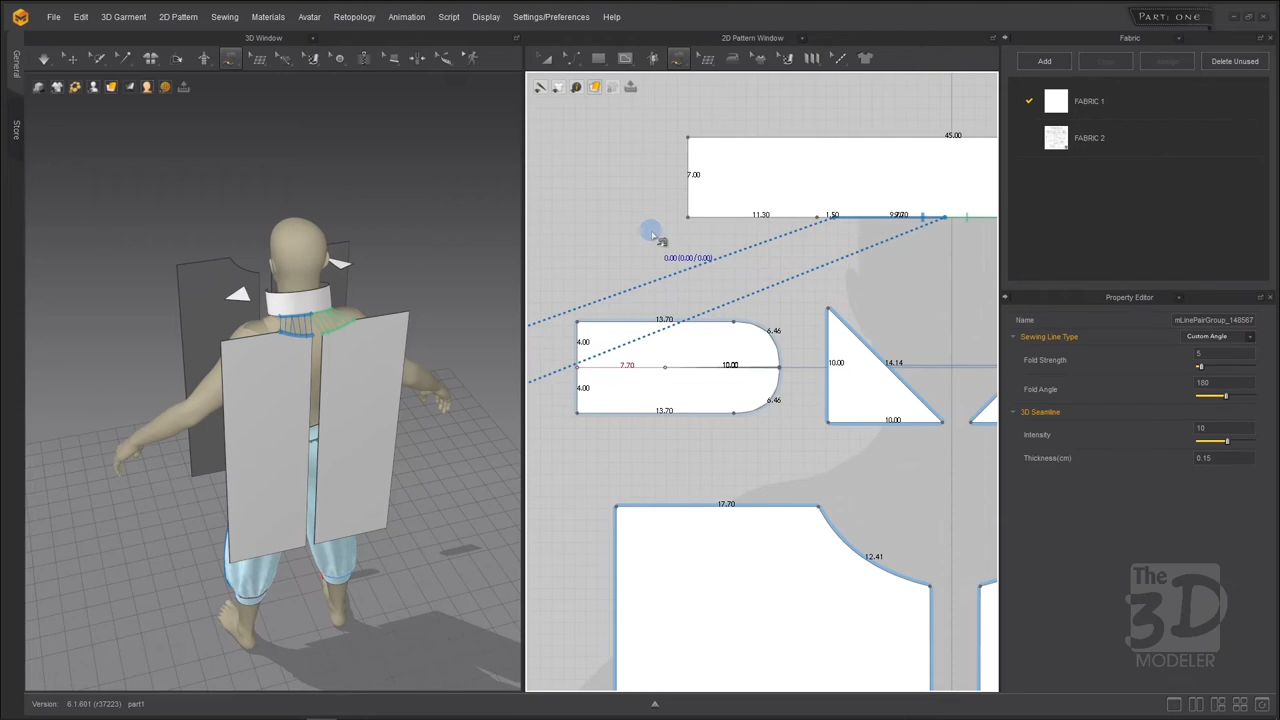 File Edit 3D Garment 2D Pattern Sewing Materials Avatar Retopology Animation Script Display Settings/Preferences Help PART: ONE
3D Window 2D Pattern Window Fabric
General
Store
Add Delete Unused
FABRIC 1
FABRIC 2
45.00
7.00
11.30 1.50
0.00 (0.00 / 0.00)
13.70
6.46
4.00
7.70 10.00
4.00
6.46
13.70
10.00
14.14
10.00
17.70
12.41
Property Editor
Name mLinePairGroup_148567
Sewing Line Type Custom Angle
Fold Strength 5
Fold Angle 180
3D Seamline
Intensity 10
Thickness(cm) 0.15
The
3D
MODELER
Version: 6.1.601 (r37223) part1